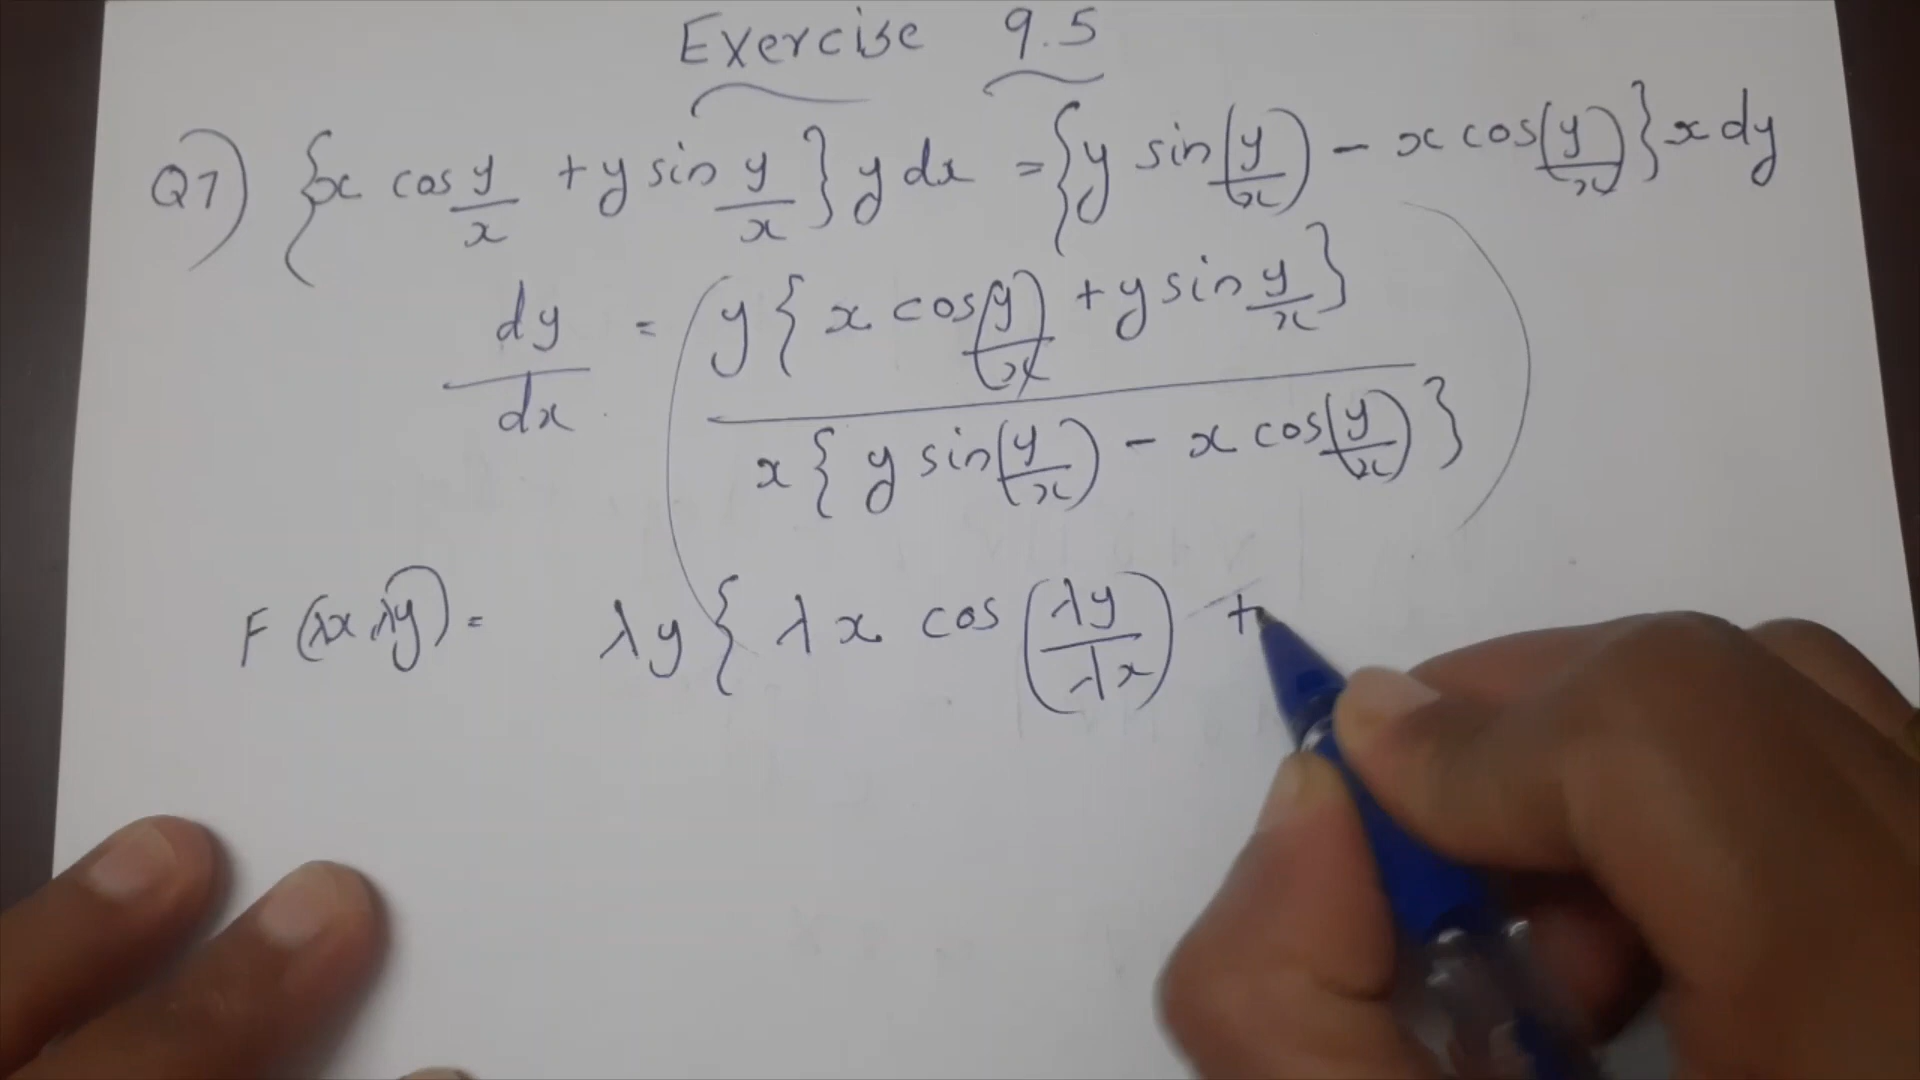 Exercise 9.5
Q7) {x cos y/x + y sin y/x} y dx = {y sin(y/x) - x cos(y/x)} x dy
dy/dx = y{x cos(y/x) + y sin y/x} / x{y sin(y/x) - x cos(y/x)}
F(λx, λy) = λy{λx cos(λy/λx) +